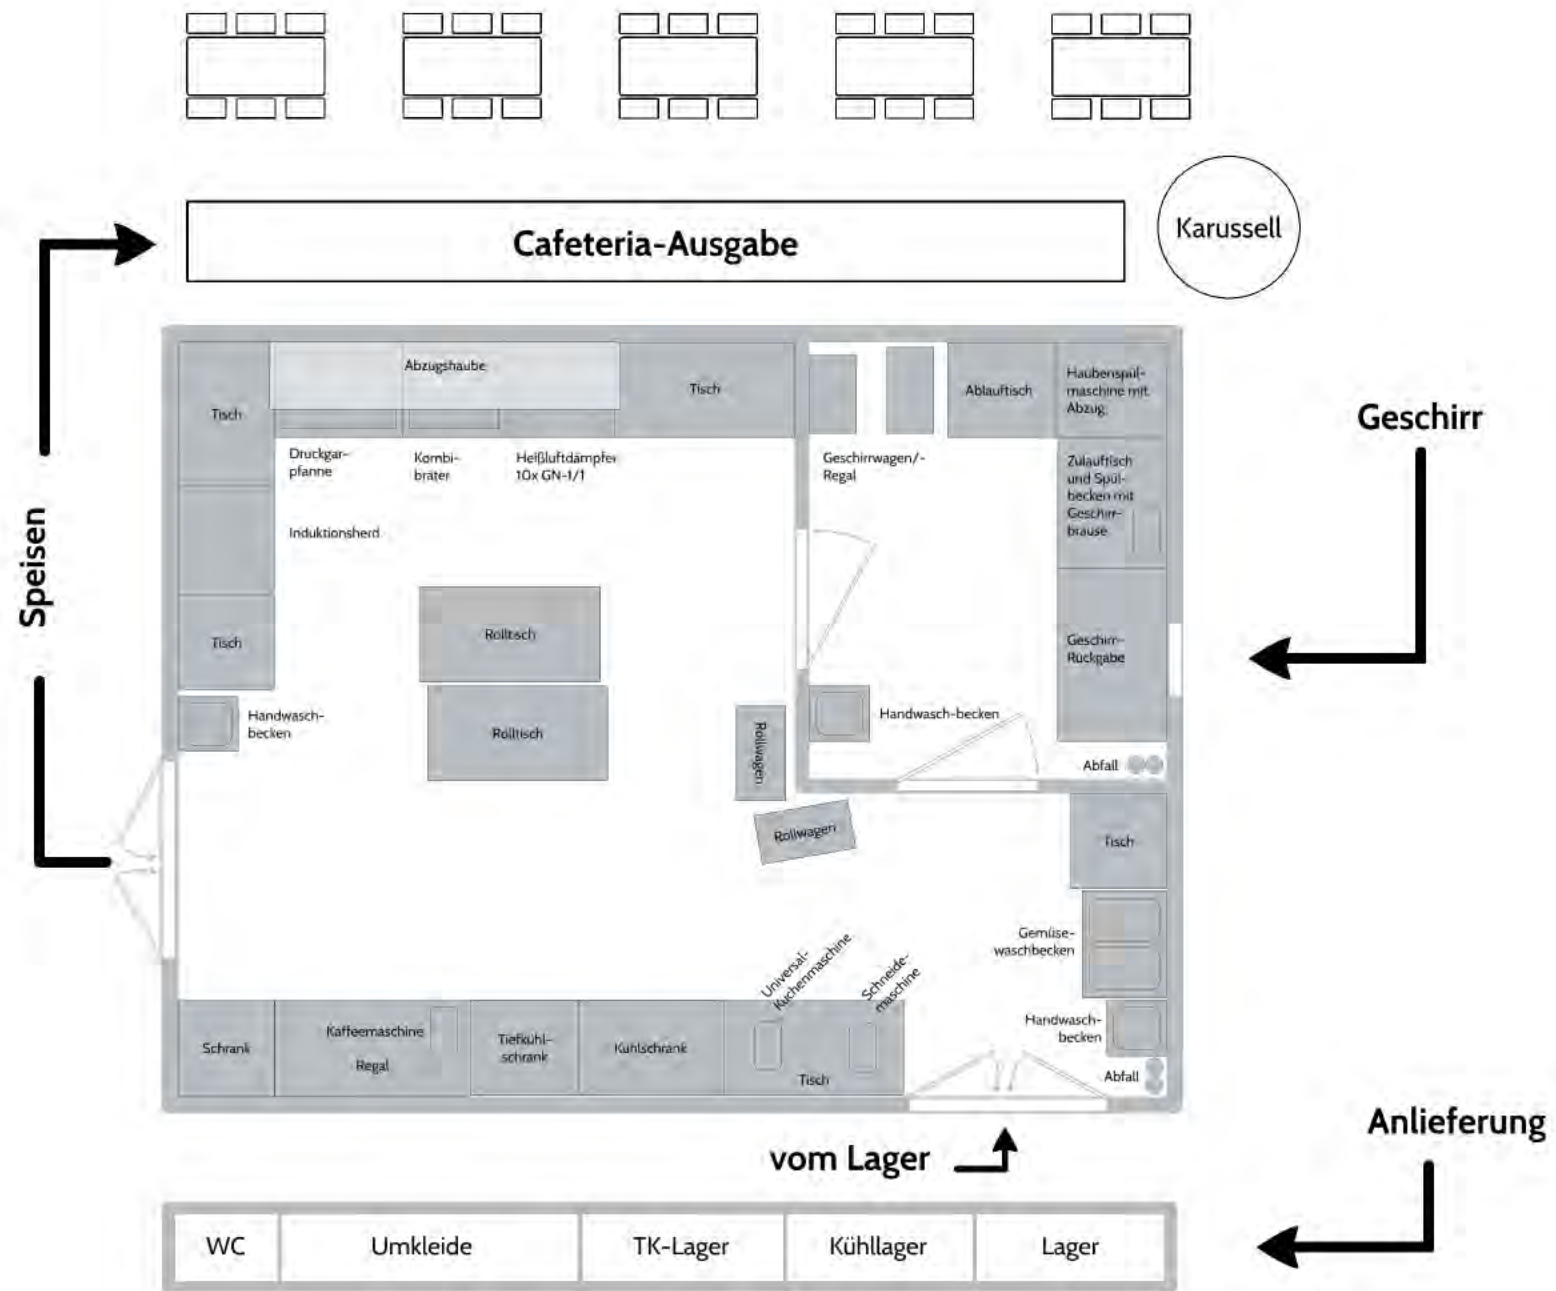 Cafeteria-Ausgabe
Karussell
Speisen
Geschirr
Abzugshaube
Tisch
Tisch
Ablauftisch
Haubenspül-
maschine mit
Abzug,
Druckgar-
pfanne
Kombi-
bräter
Heißluftdämpfer
10x GN-1/1
Geschirrwagen/-
Regal
Zulauftisch
und Spül-
becken mit
Geschirr-
brause
Induktionsherd
Tisch
Rolltisch
Rolltisch
Geschirr-
Rückgabe
Handwasch-
becken
Handwasch-becken
Rollwagen
Abfall
Rollwagen
Tisch
Gemüse-
waschbecken
Universal-
Küchenmaschine
Schneide-
maschine
Handwasch-
becken
Abfall
Schrank
Kaffeemaschine
Regal
Tiefkühl-
schrank
Kühlschrank
Tisch
Anlieferung
vom Lager
WC
Umkleide
TK-Lager
Kühllager
Lager